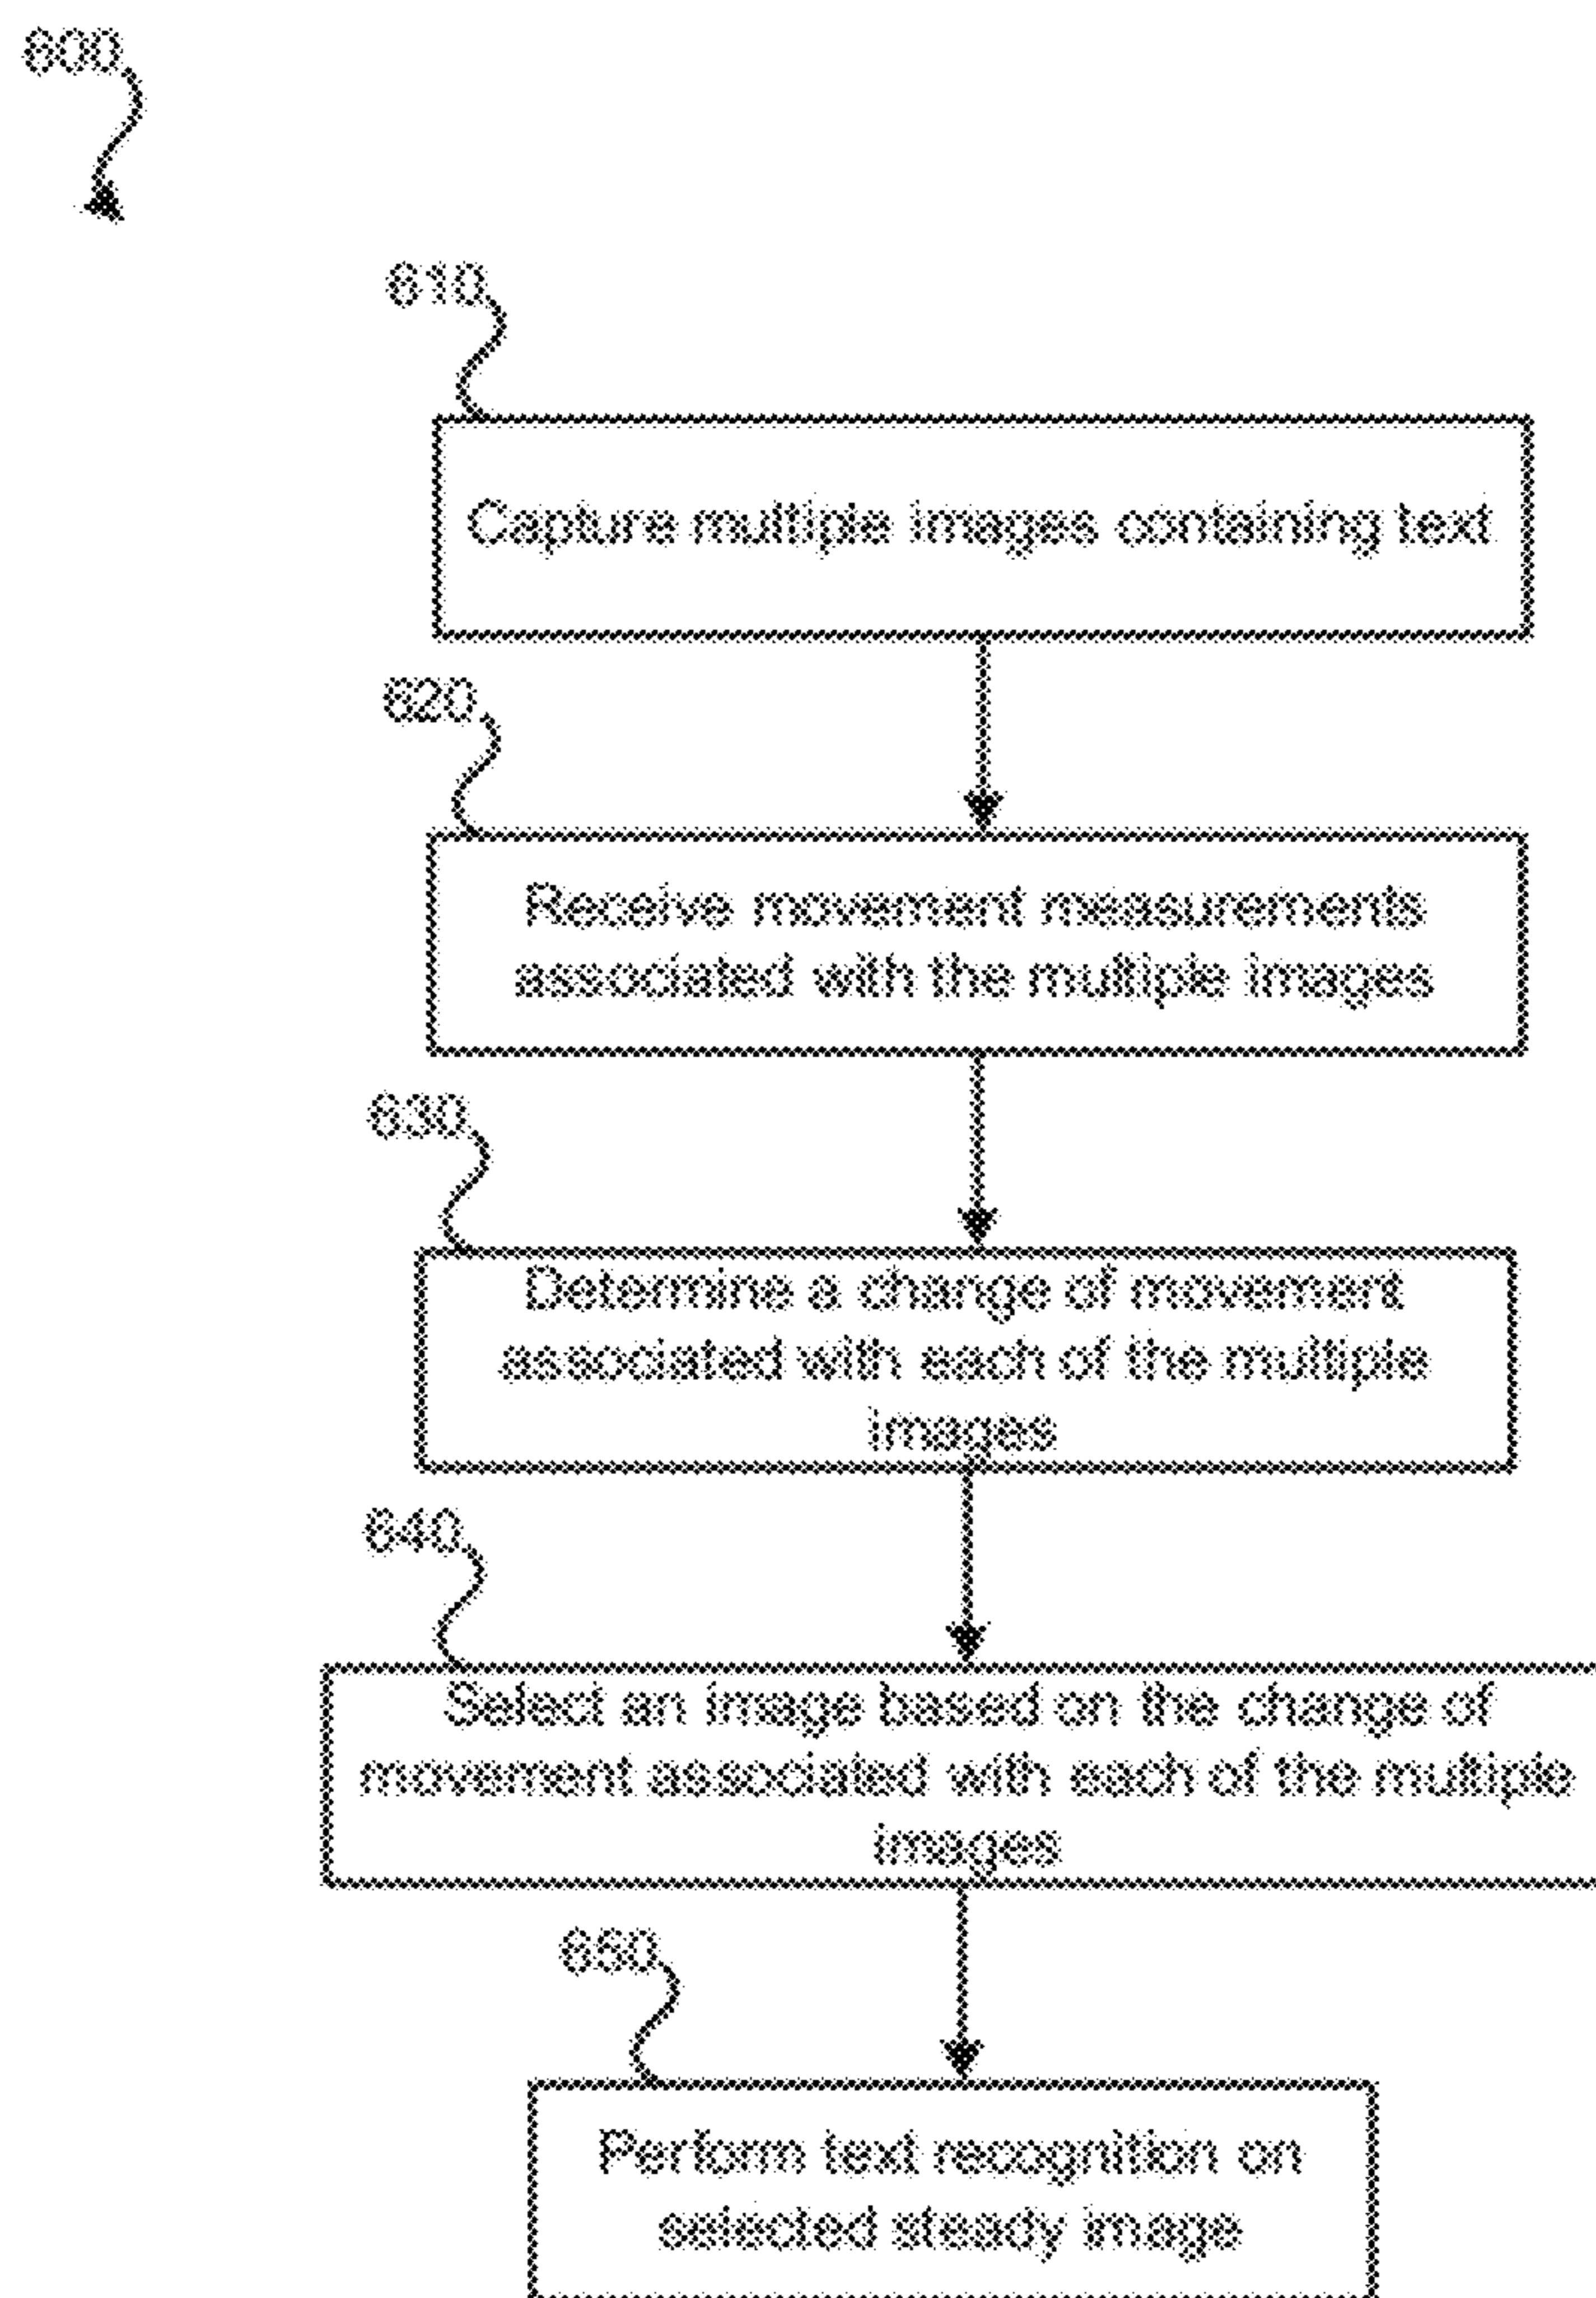 600
610
Capture multiple images containing text
620
Receive movement measurements
associated with the multiple images
630
Determine a change of movement
associated with each of the multiple
images
640
Select an image based on the change of
movement associated with each of the multiple
images
650
Perform text recognition on
selected steady image